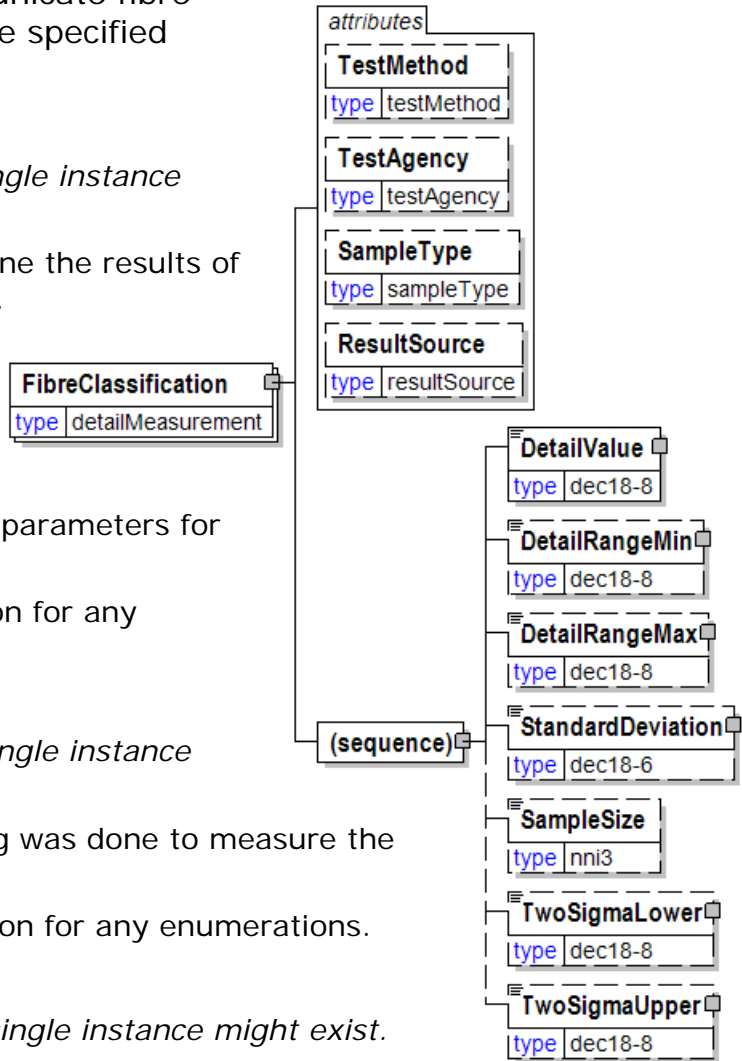 unicate fibre
e specified
ngle instance
ne the results of
.
parameters for
on for any
ngle instance
g was done to measure the
on for any enumerations.
single instance might exist.
attributes
TestMethod
type testMethod
TestAgency
type testAgency
SampleType
type sampleType
ResultSource
type resultSource
FibreClassification
type detailMeasurement
(sequence)
DetailValue
type dec18-8
DetailRangeMin
type dec18-8
DetailRangeMax
type dec18-8
StandardDeviation
type dec18-6
SampleSize
type nni3
TwoSigmaLower
type dec18-8
TwoSigmaUpper
type dec18-8